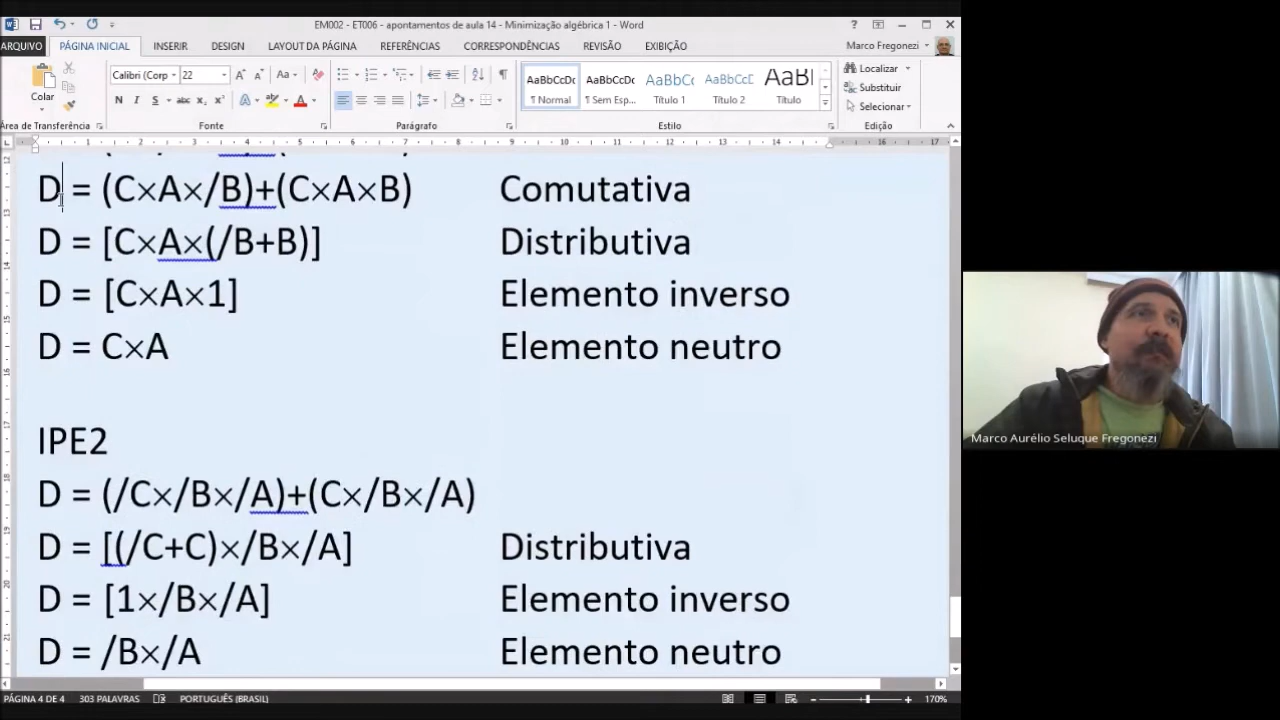 EM002 - ET006 - apontamentos de aula 14 - Minimização algébrica 1 - Word
ARQUIVO PÁGINA INICIAL INSERIR DESIGN LAYOUT DA PÁGINA REFERÊNCIAS CORRESPONDÊNCIAS REVISÃO EXIBIÇÃO Marco Fregonezi
Colar
Calibri (Corp 22
AaBbCcDc AaBbCcDc AaBbCc AaBbCcD AaBl
¶ Normal ¶ Sem Esp... Título 1 Título 2 Título
Localizar
Substituir
Selecionar
Área de Transferência Fonte Parágrafo Estilo Edição
D = (C×A×/B)+(C×A×B) Comutativa
D = [C×A×(/B+B)] Distributiva
D = [C×A×1] Elemento inverso
D = C×A Elemento neutro
IPE2
D = (/C×/B×/A)+(C×/B×/A)
D = [(/C+C)×/B×/A] Distributiva
D = [1×/B×/A] Elemento inverso
D = /B×/A Elemento neutro
PÁGINA 4 DE 4 303 PALAVRAS PORTUGUÊS (BRASIL) 170%
Marco Aurélio Seluque Fregonezi